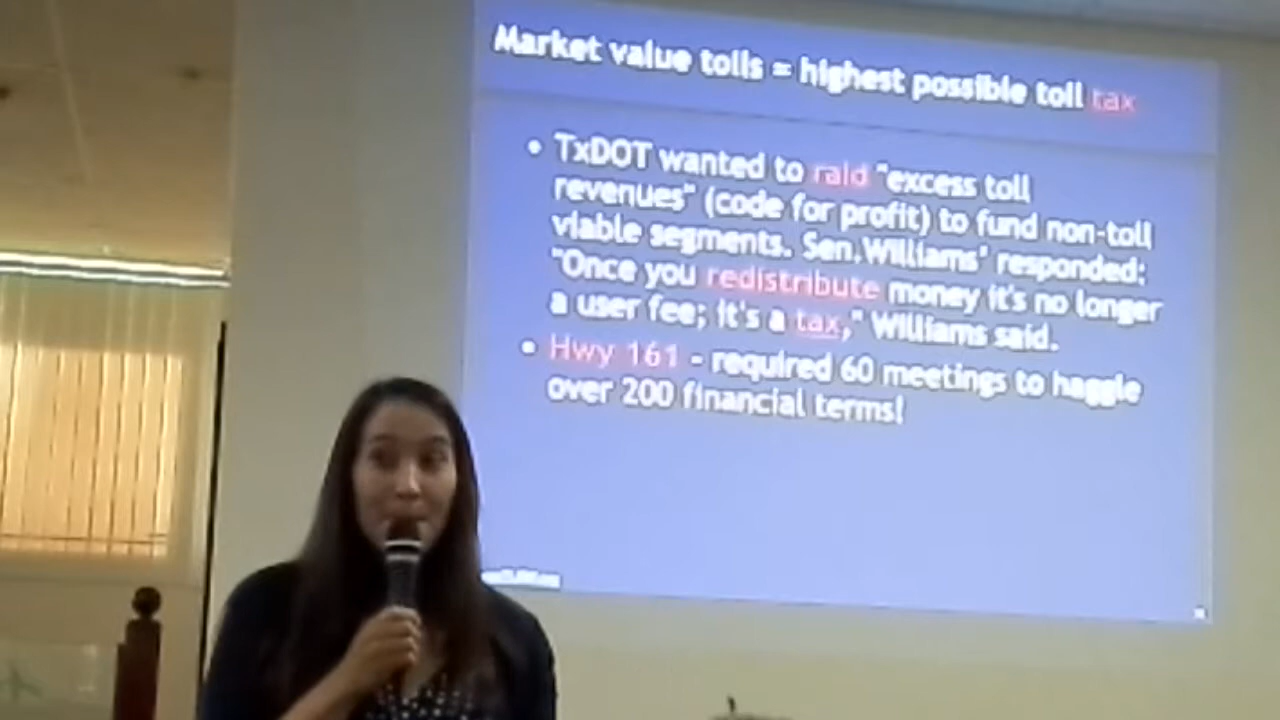 Market value tolls = highest possible toll tax
• TxDOT wanted to raid "excess toll
revenues" (code for profit) to fund non-toll
viable segments. Sen.Williams' responded:
"Once you redistribute money it's no longer
a user fee; it's a tax," Williams said.
• Hwy 161 - required 60 meetings to haggle
over 200 financial terms!